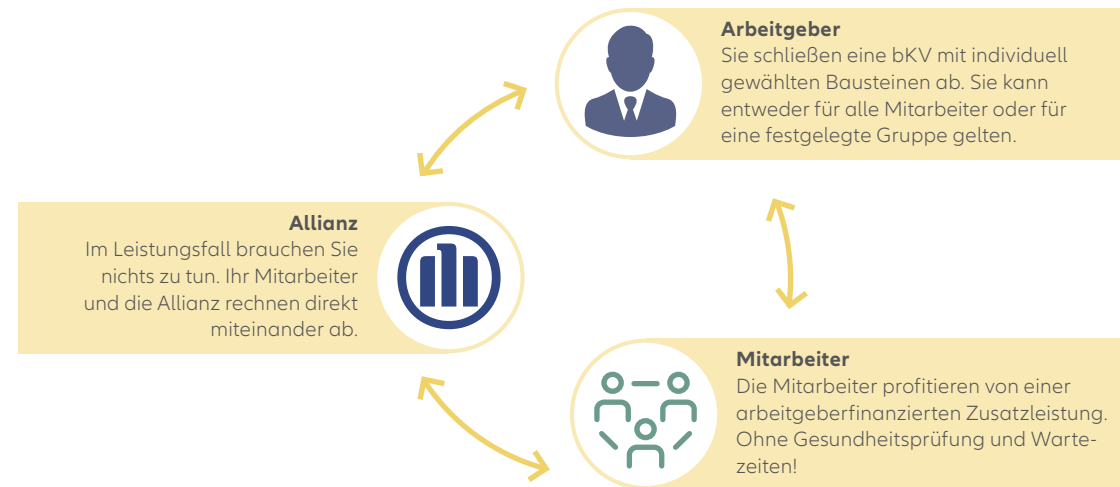 Arbeitgeber
Sie schließen eine bKV mit individuell
gewählten Bausteinen ab. Sie kann
entweder für alle Mitarbeiter oder für
eine festgelegte Gruppe gelten.
Allianz
Im Leistungsfall brauchen Sie
nichts zu tun. Ihr Mitarbeiter
und die Allianz rechnen direkt
miteinander ab.
Mitarbeiter
Die Mitarbeiter profitieren von einer
arbeitgeberfinanzierten Zusatzleistung.
Ohne Gesundheitsprüfung und Warte-
zeiten!